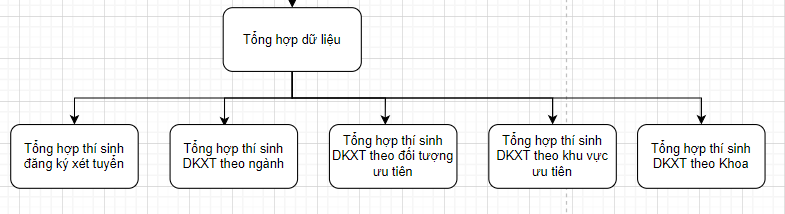 Tổng hợp dữ liệu
Tổng hợp thí sinh
đăng ký xét tuyển
Tổng hợp thí sinh
DKXT theo ngành
Tổng hợp thí sinh
DKXT theo đối tượng
ưu tiên
Tổng hợp thí sinh
DKXT theo khu vực
ưu tiên
Tổng hợp thí sinh
DKXT theo Khoa